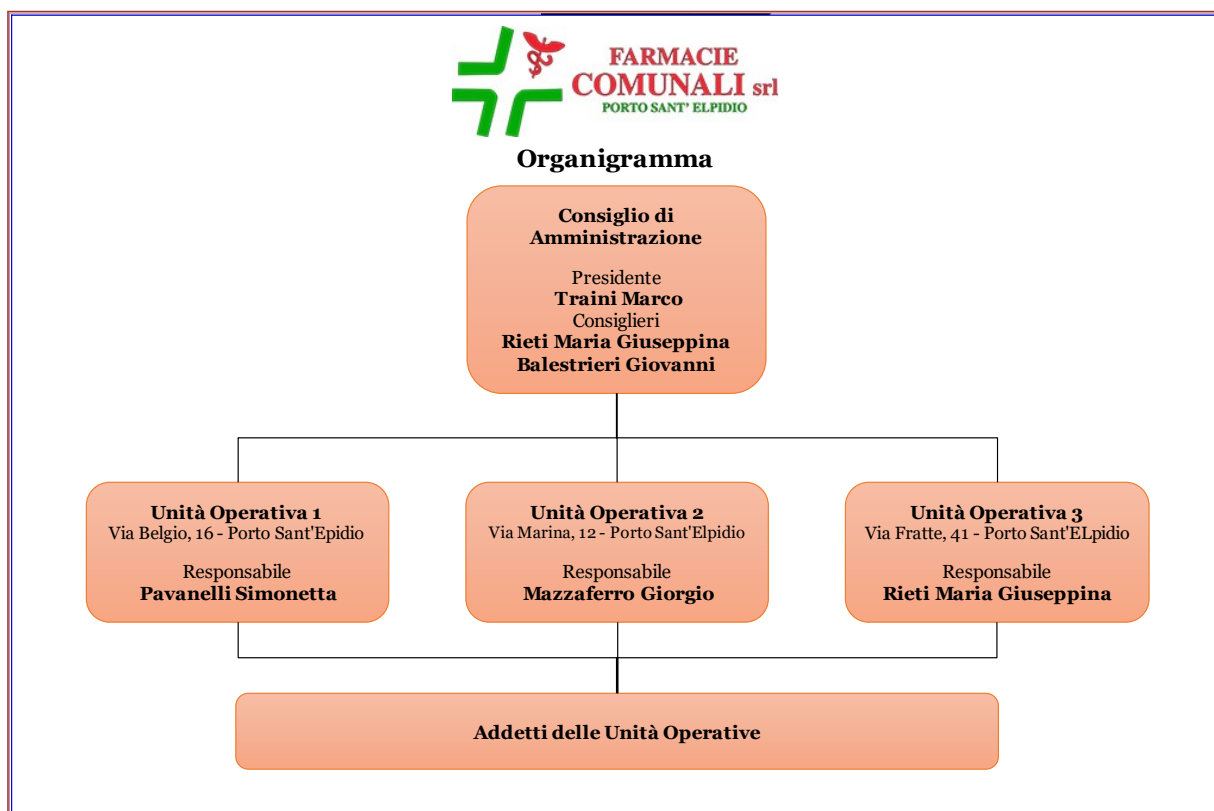 FARMACIE
COMUNALI srl
PORTO SANT' ELPIDIO
Organigramma
Consiglio di
Amministrazione
Presidente
Traini Marco
Consiglieri
Rieti Maria Giuseppina
Balestrieri Giovanni
Unità Operativa 1
Via Belgio, 16 - Porto Sant'Epidio
Responsabile
Pavanelli Simonetta
Unità Operativa 2
Via Marina, 12 - Porto Sant'Elpidio
Responsabile
Mazzaferro Giorgio
Unità Operativa 3
Via Fratte, 41 - Porto Sant'ELpidio
Responsabile
Rieti Maria Giuseppina
Addetti delle Unità Operative